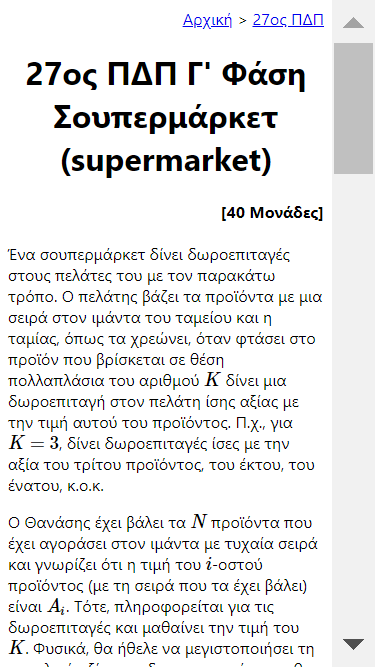 Αρχική > 27ος ΠΔΠ
27ος ΠΔΠ Γ' Φάση
Σουπερμάρκετ
(supermarket)
[40 Μονάδες]
Ένα σουπερμάρκετ δίνει δωροεπιταγές
στους πελάτες του με τον παρακάτω
τρόπο. Ο πελάτης βάζει τα προϊόντα με μια
σειρά στον ιμάντα του ταμείου και η
ταμίας, όπως τα χρεώνει, όταν φτάσει στο
προϊόν που βρίσκεται σε θέση
πολλαπλάσια του αριθμού K δίνει μια
δωροεπιταγή στον πελάτη ίσης αξίας με
την τιμή αυτού του προϊόντος. Π.χ., για
K = 3, δίνει δωροεπιταγές ίσες με την
αξία του τρίτου προϊόντος, του έκτου, του
ένατου, κ.ο.κ.
Ο Θανάσης έχει βάλει τα N προϊόντα που
έχει αγοράσει στον ιμάντα με τυχαία σειρά
και γνωρίζει ότι η τιμή του i-οστού
προϊόντος (με τη σειρά που τα έχει βάλει)
είναι A_i. Τότε, πληροφορείται για τις
δωροεπιταγές και μαθαίνει την τιμή του
K. Φυσικά, θα ήθελε να μεγιστοποιήσει τη